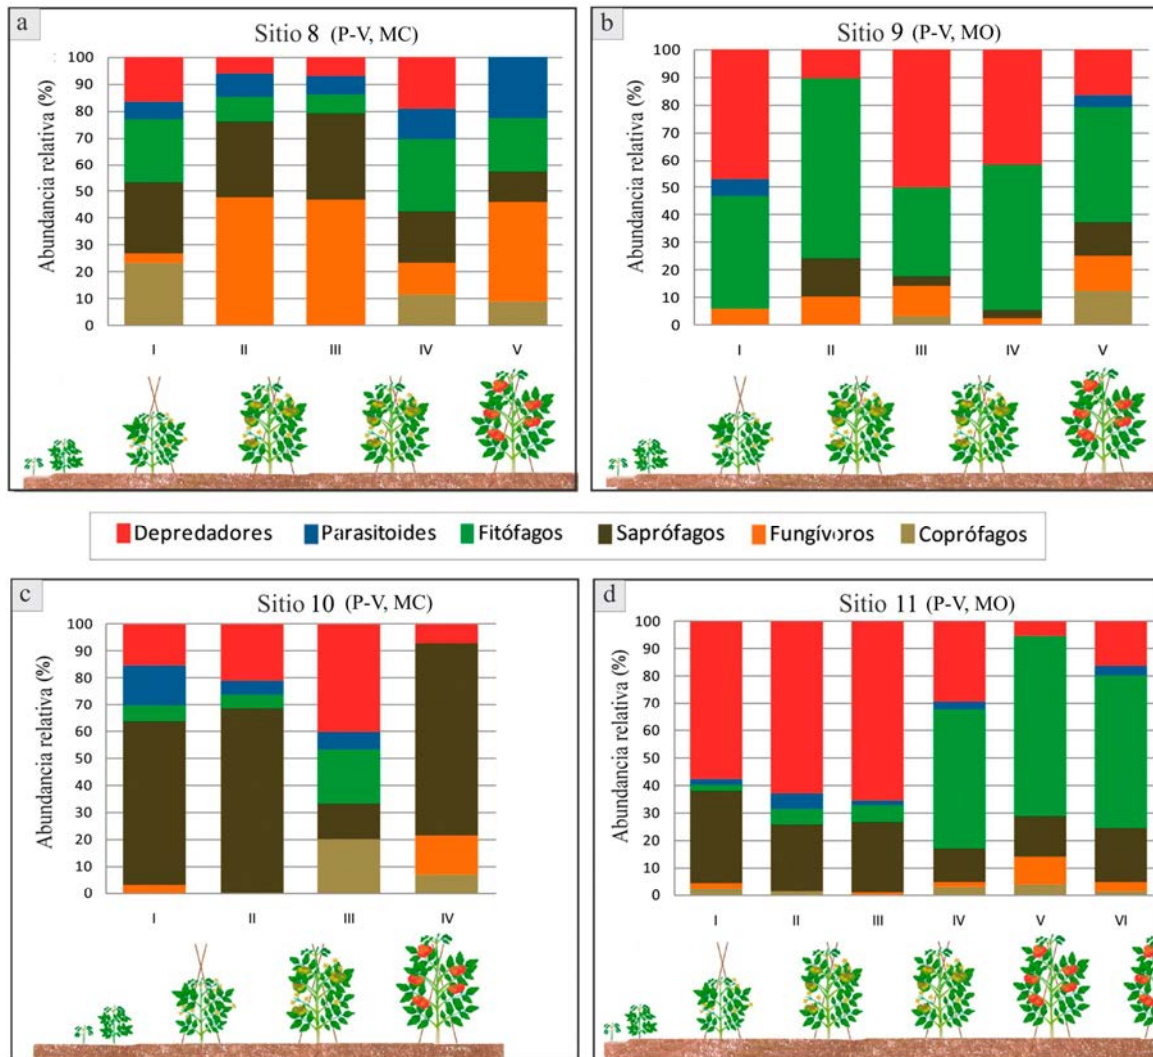 a
Sitio 8 (P-V, MC)
Abundancia relativa (%)
100
90
80
70
60
50
40
30
20
10
0
I II III IV V
b
Sitio 9 (P-V, MO)
Abundancia relativa (%)
100
90
80
70
60
50
40
30
20
10
0
I II III IV V
Depredadores Parasitoides Fitófagos Saprófagos Fungívoros Coprófagos
c
Sitio 10 (P-V, MC)
Abundancia relativa (%)
100
90
80
70
60
50
40
30
20
10
0
I II III IV
d
Sitio 11 (P-V, MO)
Abundancia relativa (%)
100
90
80
70
60
50
40
30
20
10
0
I II III IV V VI